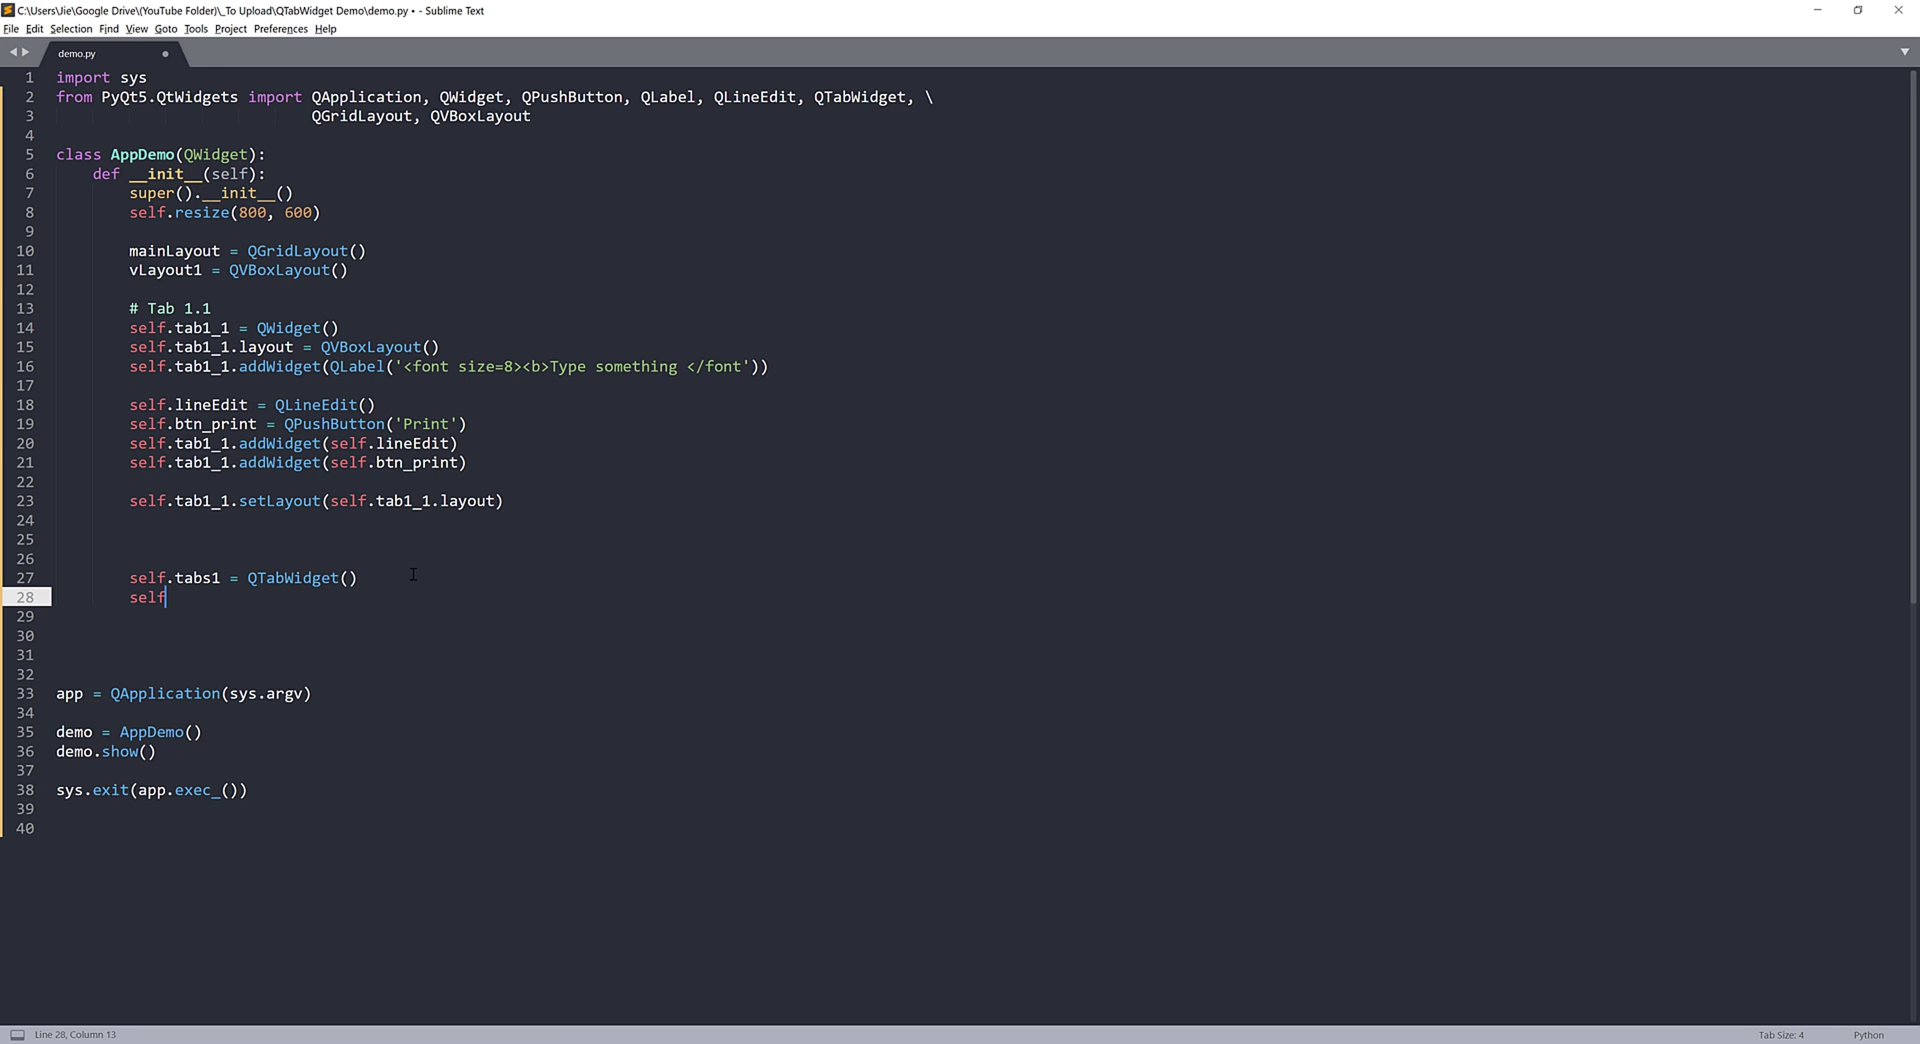 C:\Users\Jie\Google Drive\(YouTube Folder)\_To Upload\QTabWidget Demo\demo.py • - Sublime Text
File Edit Selection Find View Goto Tools Project Preferences Help
demo.py
1 import sys
2 from PyQt5.QtWidgets import QApplication, QWidget, QPushButton, QLabel, QLineEdit, QTabWidget, \
3 QGridLayout, QVBoxLayout
4
5 class AppDemo(QWidget):
6 def __init__(self):
7 super().__init__()
8 self.resize(800, 600)
9
10 mainLayout = QGridLayout()
11 vLayout1 = QVBoxLayout()
12
13 # Tab 1.1
14 self.tab1_1 = QWidget()
15 self.tab1_1.layout = QVBoxLayout()
16 self.tab1_1.addWidget(QLabel('<font size=8><b>Type something </font'))
17
18 self.lineEdit = QLineEdit()
19 self.btn_print = QPushButton('Print')
20 self.tab1_1.addWidget(self.lineEdit)
21 self.tab1_1.addWidget(self.btn_print)
22
23 self.tab1_1.setLayout(self.tab1_1.layout)
24
25
26
27 self.tabs1 = QTabWidget()
28 self
29
30
31
32
33 app = QApplication(sys.argv)
34
35 demo = AppDemo()
36 demo.show()
37
38 sys.exit(app.exec_())
39
40
Line 28, Column 13 Tab Size: 4 Python